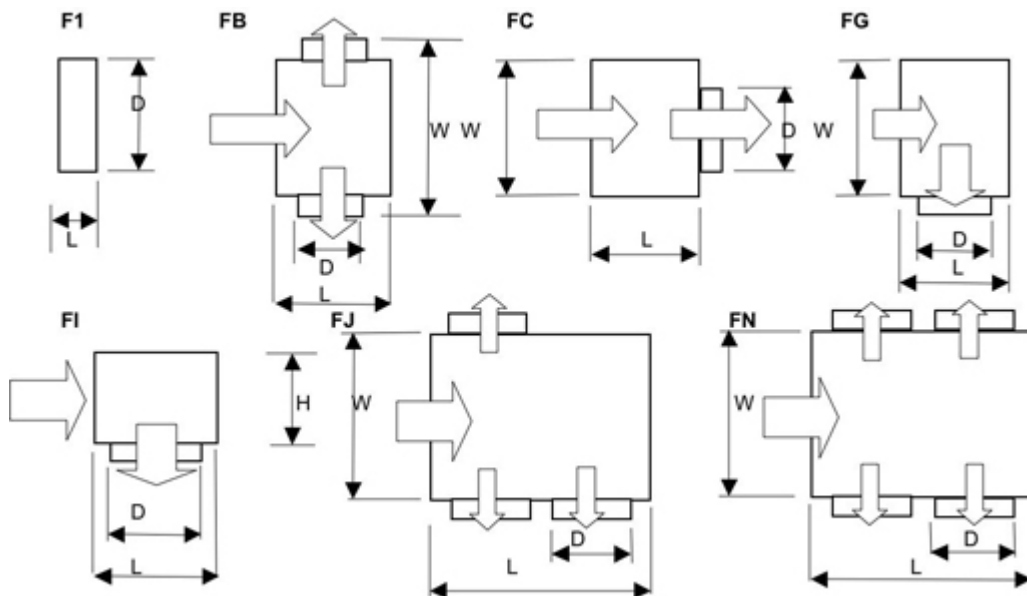 F1 FB FC FG
D W W D W
L D L D
L L
FI FJ FN
H W W
D D D
L L L